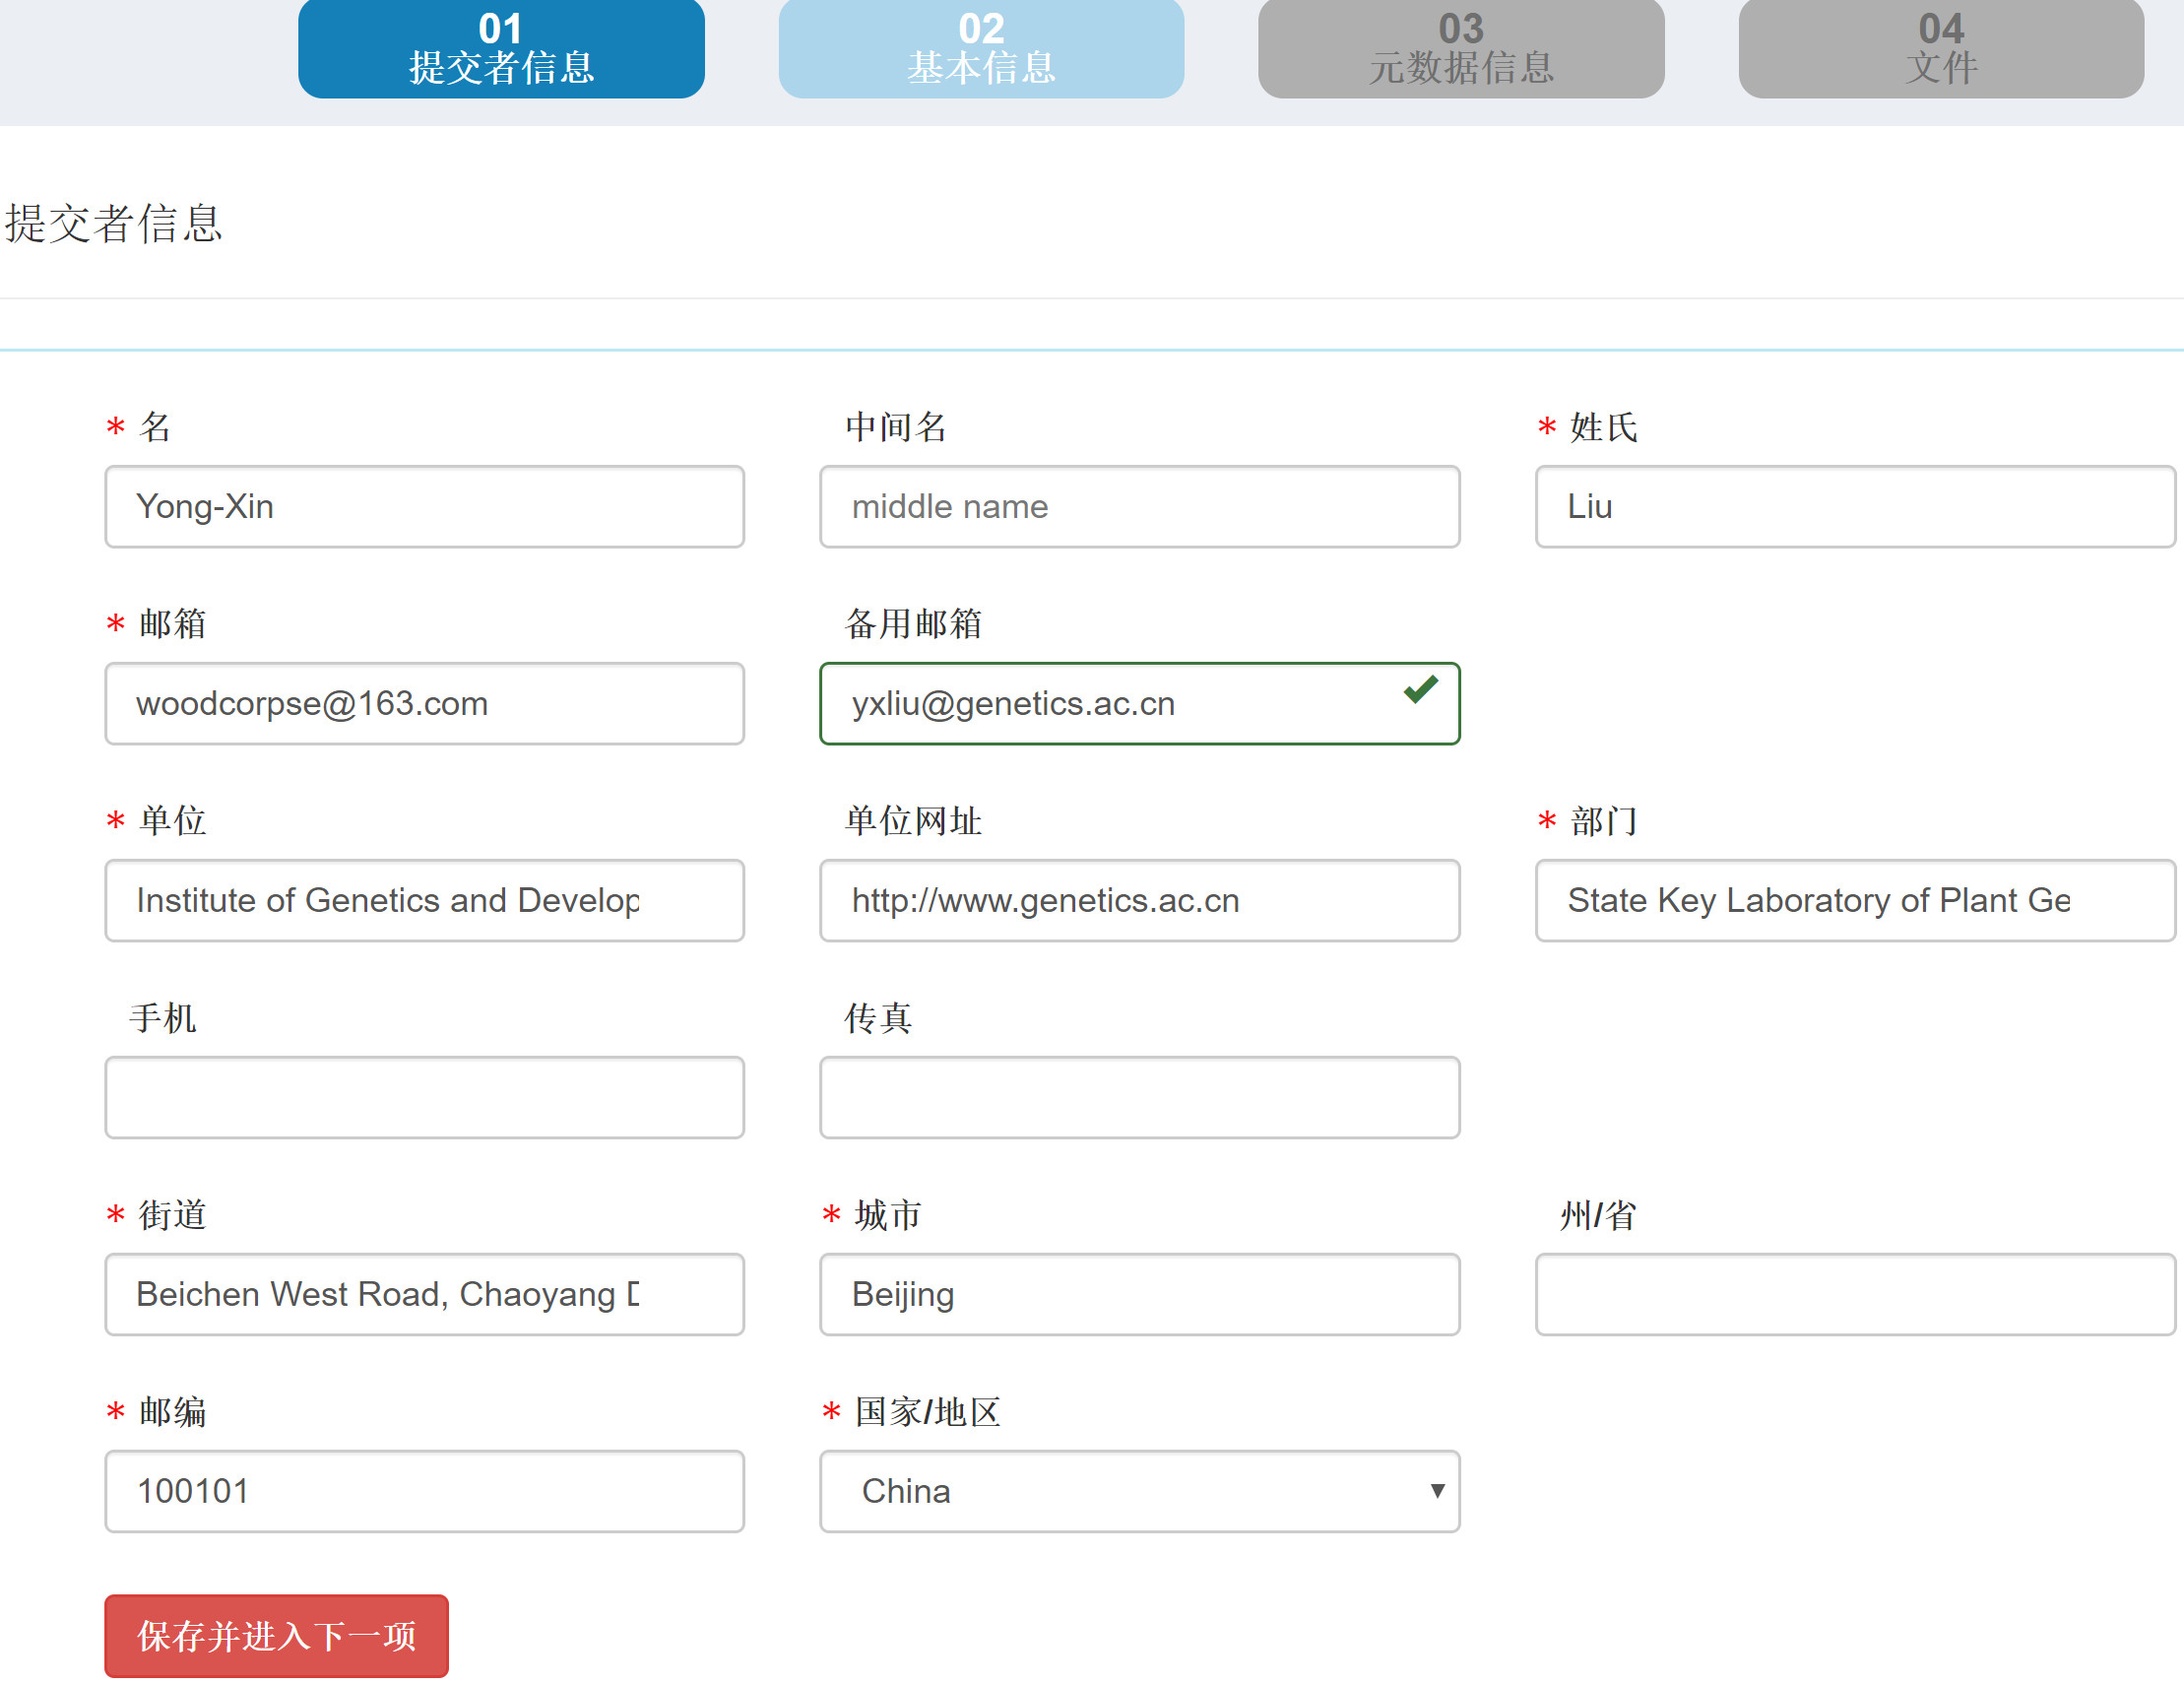 01 02 03 04
提交者信息 基本信息 元数据信息 文件
提交者信息
* 名 中间名 * 姓氏
Yong-Xin middle name Liu
* 邮箱 备用邮箱
woodcorpse@163.com yxliu@genetics.ac.cn
* 单位 单位网址 * 部门
Institute of Genetics and Develop http://www.genetics.ac.cn State Key Laboratory of Plant Ge
手机 传真
* 街道 * 城市 州/省
Beichen West Road, Chaoyang D Beijing
* 邮编 * 国家/地区
100101 China
保存并进入下一项